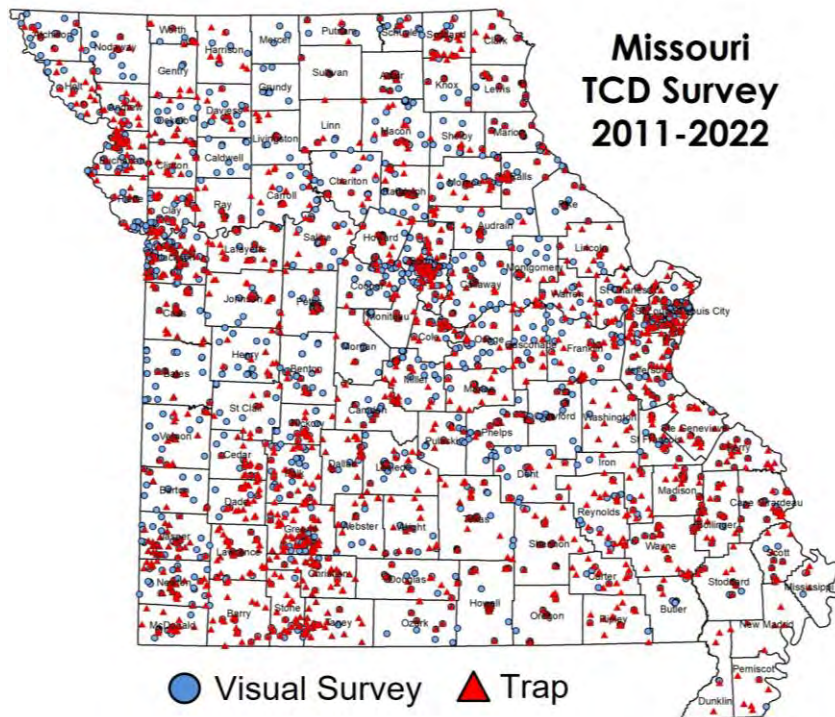 Missouri
TCD Survey
2011-2022
Atchison
Nodaway
Worth
Harrison
Mercer
Putnam
Schuyler
Scotland
Clark
Gentry
Sullivan
Adair
Knox
Lewis
Holt
Andrew
Dekalb
Daviess
Grundy
Linn
Macon
Shelby
Marion
Livingston
Buchanan
Clinton
Caldwell
Chariton
Randolph
Monroe
Ralls
Platte
Clay
Ray
Carroll
Pike
Audrain
Saline
Howard
Lincoln
Lafayette
Jackson
Boone
Montgomery
Callaway
Cooper
Warren
St Charles
Johnson
Pettis
St Louis City
Cass
Moniteau
Cole
Osage
Gasconade
Franklin
Morgan
Henry
Benton
Miller
Jefferson
Bates
Maries
Camden
St Clair
Crawford
Washington
Hickory
Phelps
Ste Genevieve
St Francois
Vernon
Pulaski
Perry
Cedar
Polk
Dallas
Laclede
Dent
Iron
Barton
Madison
Dade
Cape Girardeau
Reynolds
Bollinger
Greene
Webster
Wright
Texas
Jasper
Shannon
Wayne
Lawrence
Scott
Christian
Douglas
Carter
Newton
Stoddard
Mississippi
Howell
Butler
Barry
Stone
Taney
Ozark
Oregon
Ripley
McDonald
New Madrid
Pemiscot
Dunklin
Visual Survey
Trap